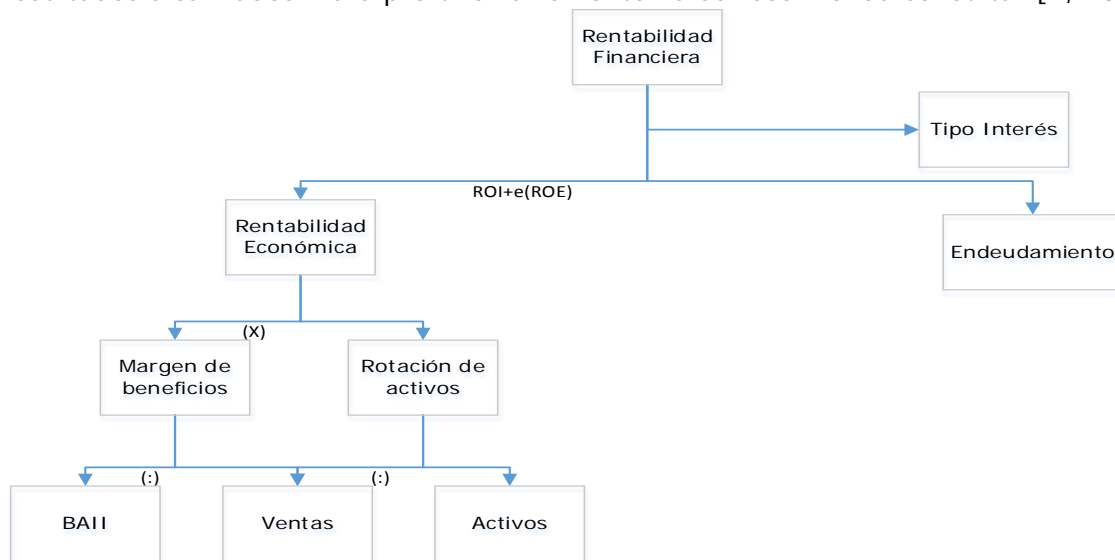 Rentabilidad
Financiera
Tipo Interés
ROI+e(ROE)
Rentabilidad
Económica
Endeudamiento
(X)
Margen de
beneficios
Rotación de
activos
(:)
(:)
BAII
Ventas
Activos